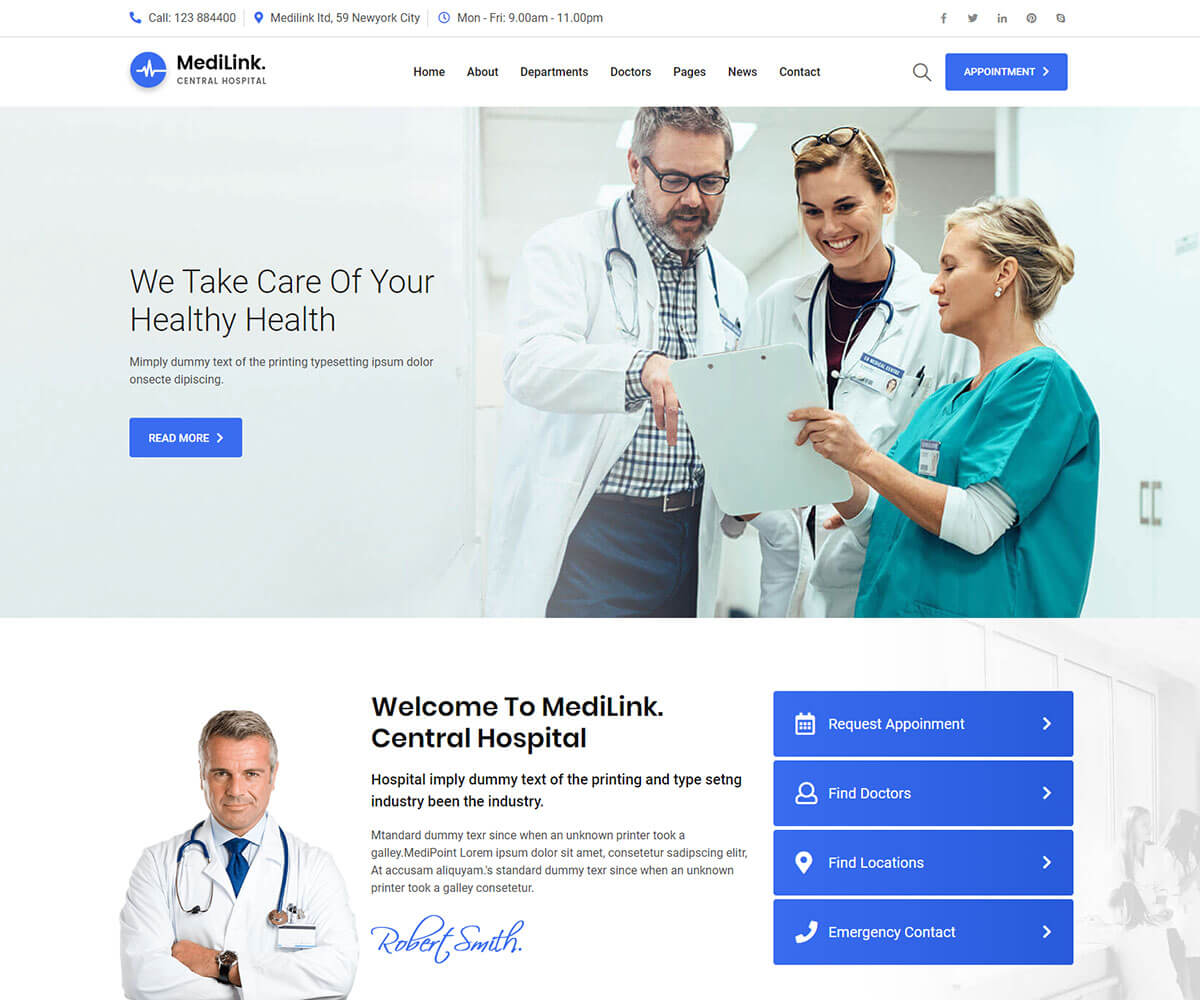 Call: 123 884400
Medilink ltd, 59 Newyork City
Mon - Fri: 9.00am - 11.00pm
MediLink.
CENTRAL HOSPITAL
Home
About
Departments
Doctors
Pages
News
Contact
APPOINTMENT
We Take Care Of Your
Healthy Health
Mimply dummy text of the printing typesetting ipsum dolor
onsecte dipiscing.
READ MORE
Welcome To MediLink.
Central Hospital
Hospital imply dummy text of the printing and type setng
industry been the industry.
Mtandard dummy texr since when an unknown printer took a
galley.MediPoint Lorem ipsum dolor sit amet, consetetur sadipscing elitr,
At accusam aliquyam.'s standard dummy texr since when an unknown
printer took a galley consetetur.
Robert Smith.
Request Appoinment
Find Doctors
Find Locations
Emergency Contact